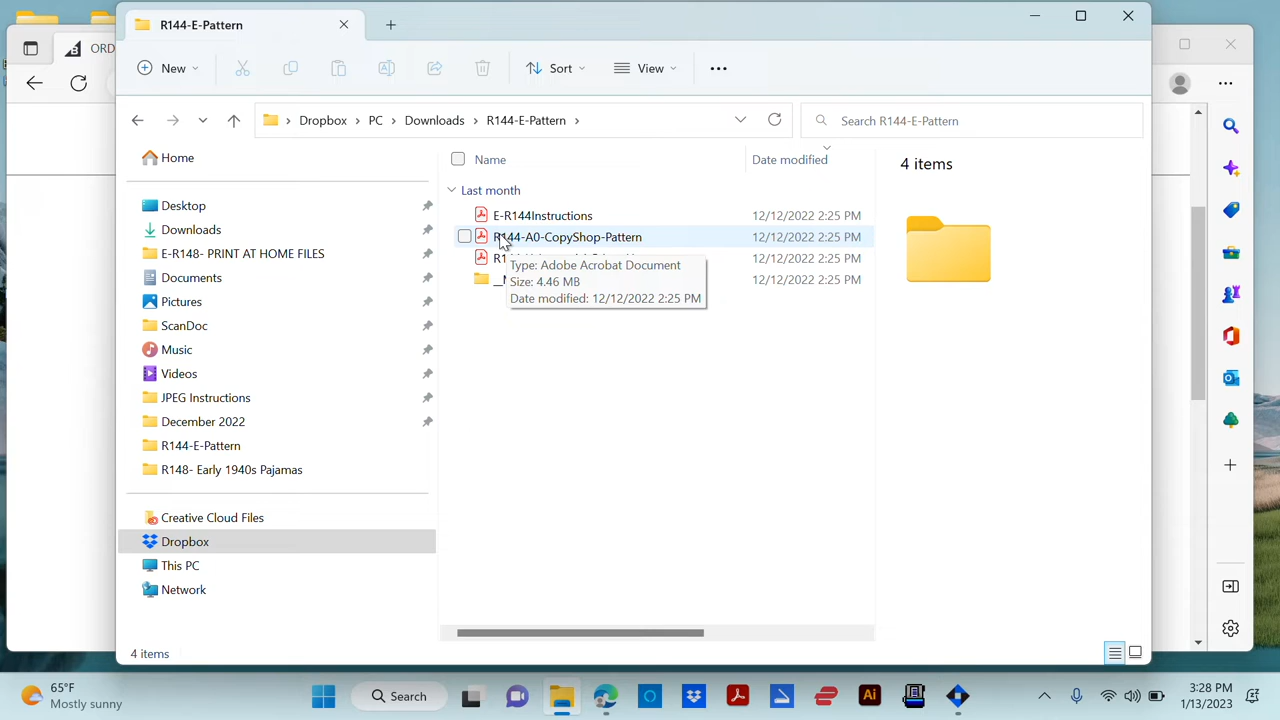 R144-E-Pattern
ORD
New
Sort
View
Dropbox
PC
Downloads
R144-E-Pattern
Search R144-E-Pattern
Home
Desktop
Downloads
E-R148- PRINT AT HOME FILES
Documents
Pictures
ScanDoc
Music
Videos
JPEG Instructions
December 2022
R144-E-Pattern
R148- Early 1940s Pajamas
Creative Cloud Files
Dropbox
This PC
Network
4 items
Name
Date modified
Last month
E-R144Instructions 12/12/2022 2:25 PM
R144-A0-CopyShop-Pattern 12/12/2022 2:25 PM
12/12/2022 2:25 PM
12/12/2022 2:25 PM
Type: Adobe Acrobat Document
Size: 4.46 MB
Date modified: 12/12/2022 2:25 PM
4 items
65°F
Mostly sunny
Search
Ai
3:28 PM
1/13/2023